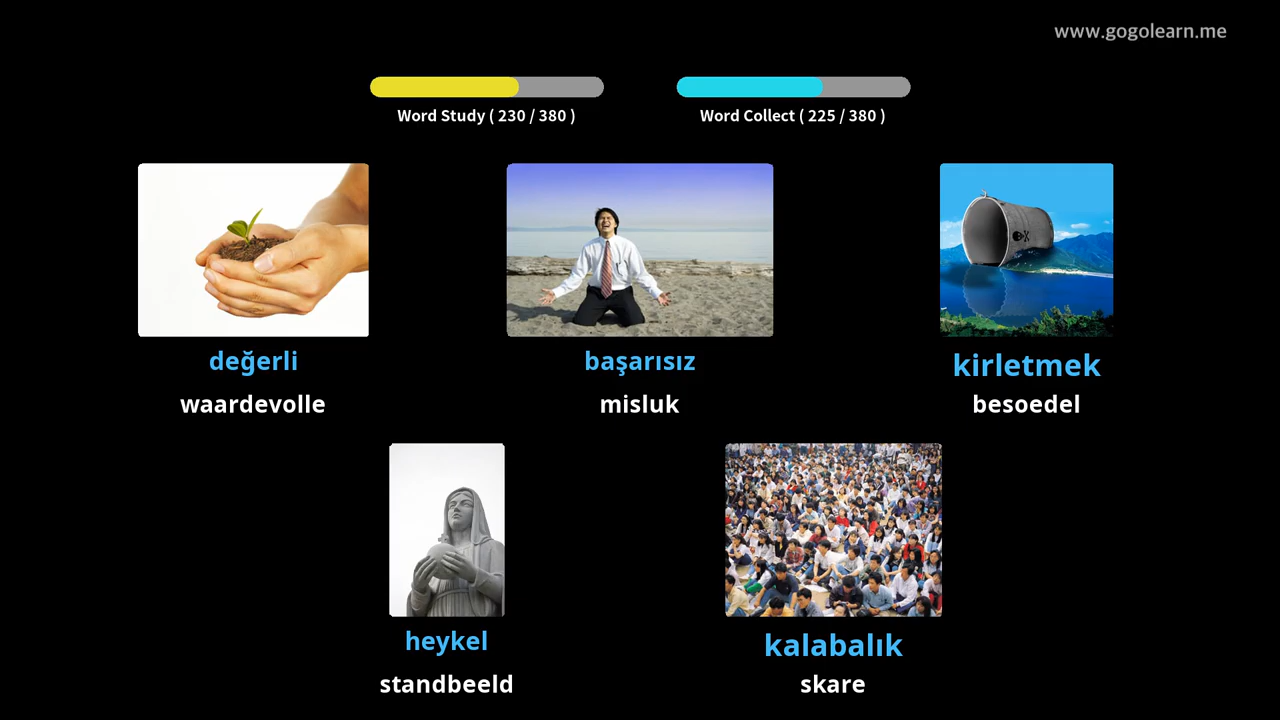 www.gogolearn.me
Word Study ( 230 / 380 )
Word Collect ( 225 / 380 )
değerli
waardevolle
başarısız
misluk
kirletmek
besoedel
heykel
standbeeld
kalabalık
skare